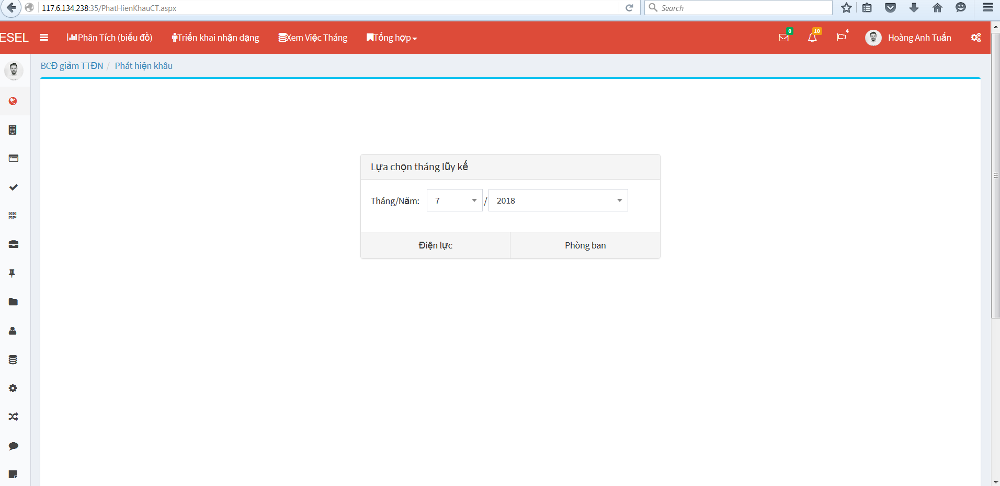 117.6.134.238:35/PhatHienKhauCT.aspx
Search
ESEL
Phân Tích (biểu đồ)
Triển khai nhận dạng
Xem Việc Tháng
Tổng hợp
0
10
4
Hoàng Anh Tuấn
BCĐ giảm TTĐN / Phát hiện khâu
Lựa chọn tháng lũy kế
Tháng/Năm: 7 / 2018
Điện lực
Phòng ban